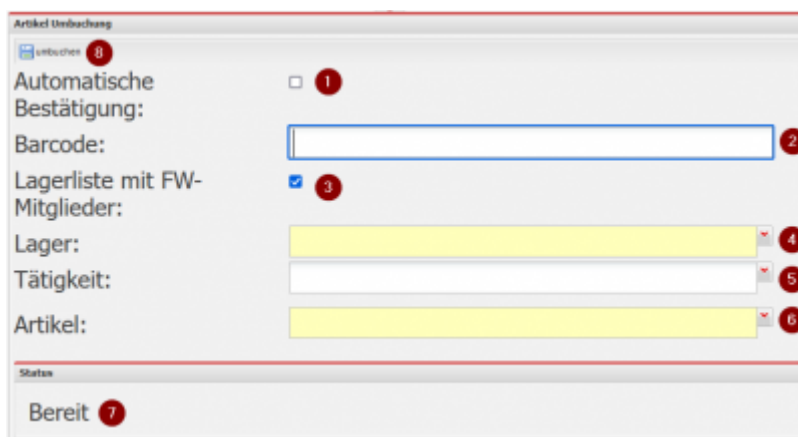 Artikel Umbuchung
umbuchen 8
Automatische 1
Bestätigung:
Barcode: 2
Lagerliste mit FW- 3
Mitglieder:
Lager: 4
Tätigkeit: 5
Artikel: 6
Status
Bereit 7